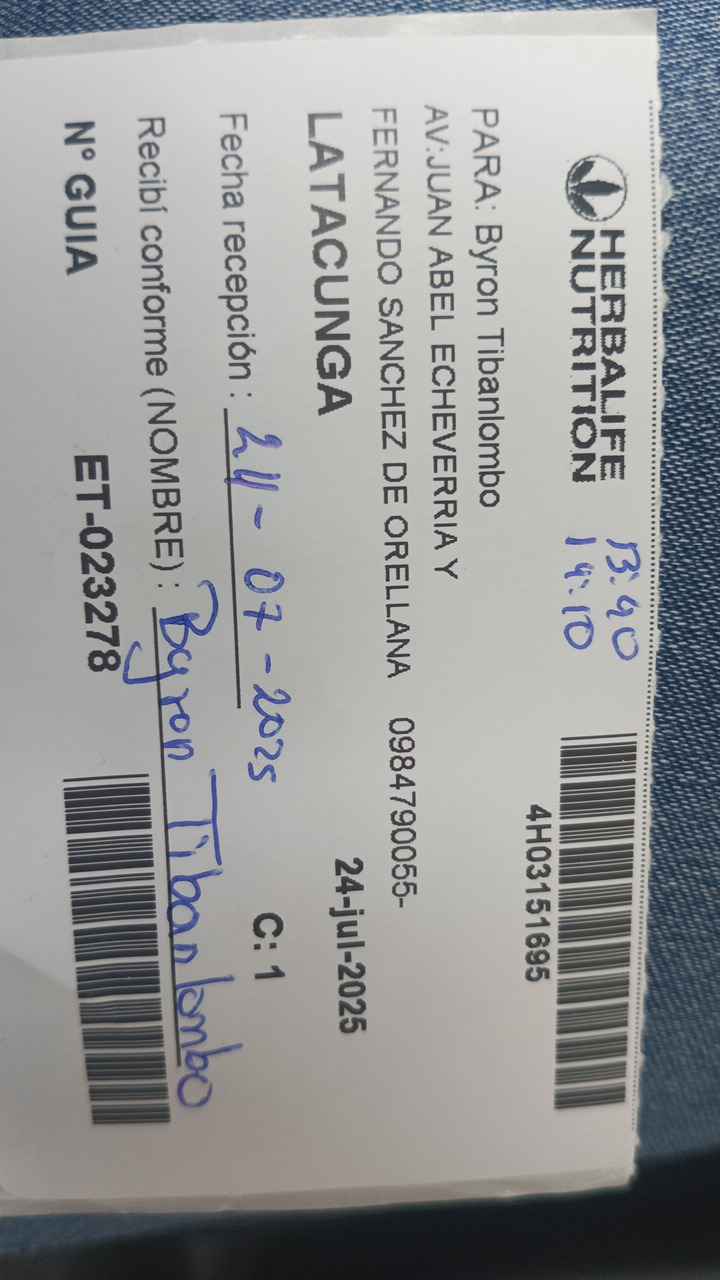 HERBALIFE
NUTRITION
13:40
14:10
4H03151695
PARA: Byron Tibanlombo
AV:JUAN ABEL ECHEVERRIA Y
FERNANDO SANCHEZ DE ORELLANA 0984790055-
LATACUNGA 24-jul-2025
Fecha recepción : 24-07-2025 C: 1
Recibí conforme (NOMBRE) : Byron Tibanlombo
N° GUIA ET-023278